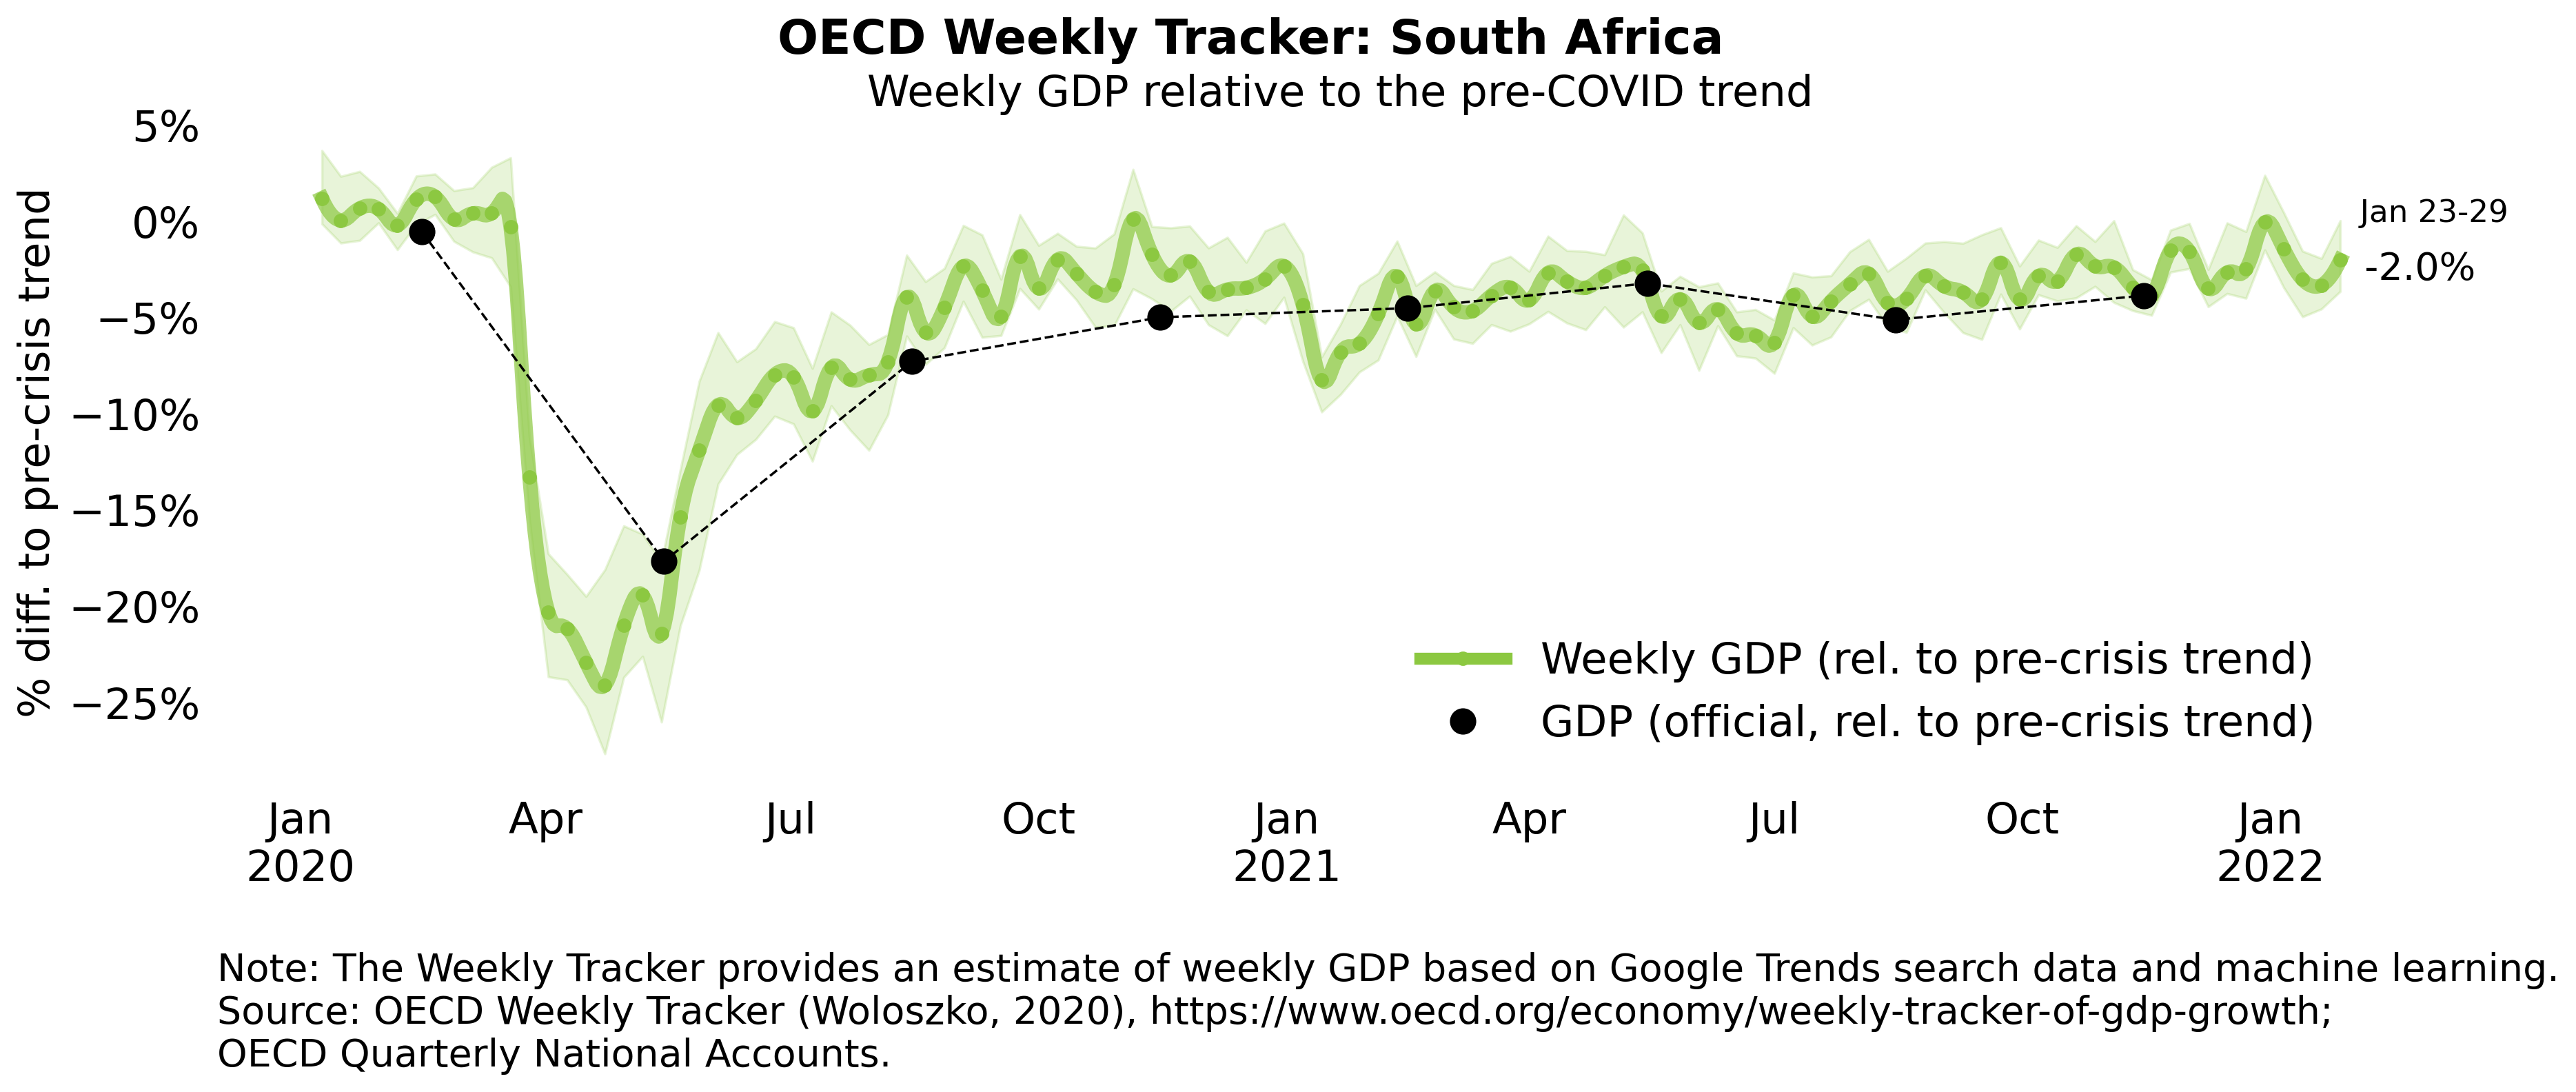 OECD Weekly Tracker: South Africa
Weekly GDP relative to the pre-COVID trend
% diff. to pre-crisis trend
5%
0%
−5%
−10%
−15%
−20%
−25%
Jan 23-29
-2.0%
Weekly GDP (rel. to pre-crisis trend)
GDP (official, rel. to pre-crisis trend)
Jan Apr Jul Oct Jan Apr Jul Oct Jan
2020 2021 2022
Note: The Weekly Tracker provides an estimate of weekly GDP based on Google Trends search data and machine learning.
Source: OECD Weekly Tracker (Woloszko, 2020), https://www.oecd.org/economy/weekly-tracker-of-gdp-growth;
OECD Quarterly National Accounts.